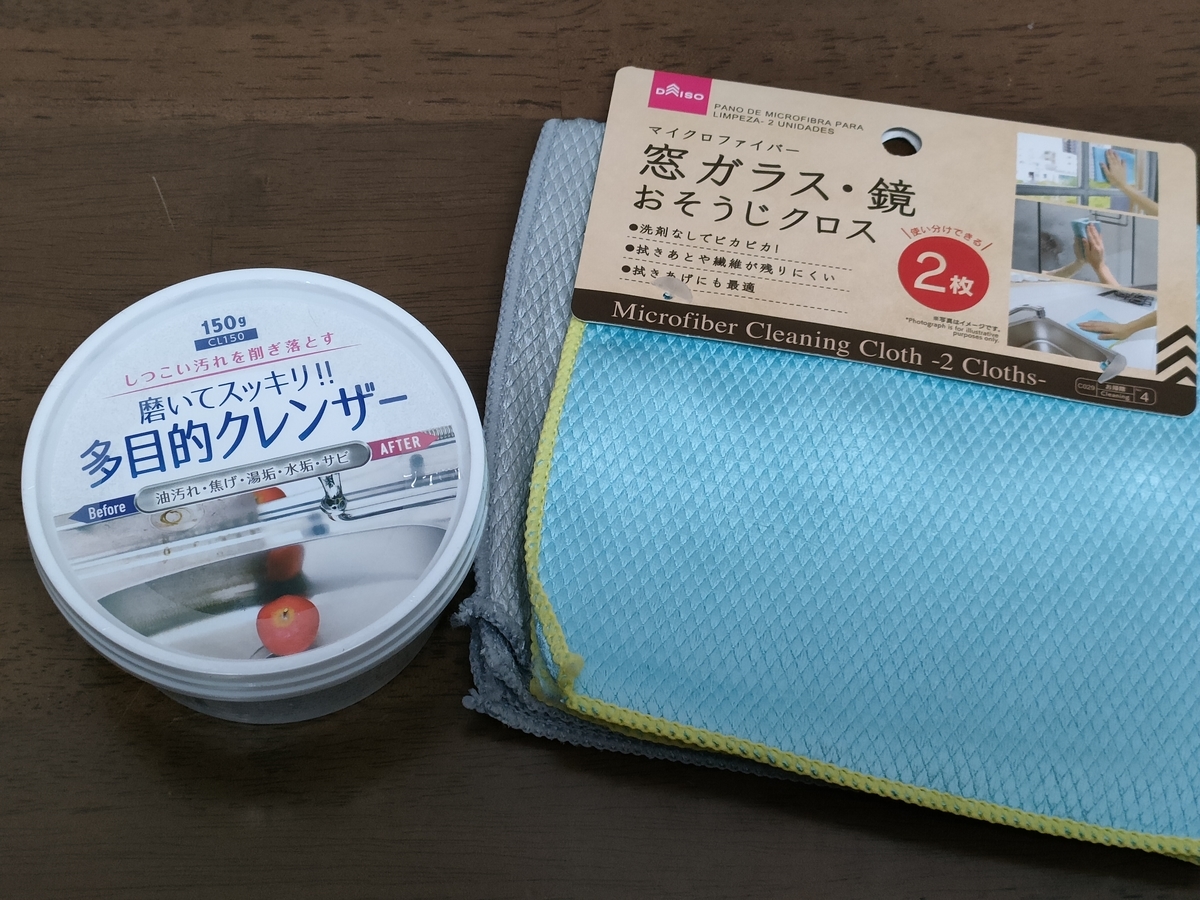 150g
CL150
しつこい汚れを削ぎ落とす
磨いてスッキリ!!
多目的クレンザー
油汚れ・焦げ・湯垢・水垢・サビ
Before
AFTER
DAISO
PANO DE MICROFIBRA PARA
LIMPEZA- 2 UNIDADES
マイクロファイバー
窓ガラス・鏡
おそうじクロス
●洗剤なしでピカピカ!
●拭きあとや繊維が残りにくい
●拭きあげにも最適
使い分けできる
2枚
※写真はイメージです。
*Photograph is for illustrative
purposes only.
Microfiber Cleaning Cloth -2 Cloths-
C029
お掃除
Cleaning
4